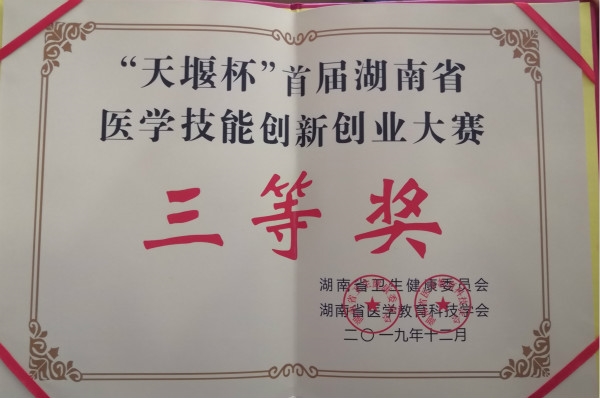 “天堰杯”首届湖南省
医学技能创新创业大赛
三等奖
湖南省卫生健康委员会
湖南省医学教育科技学会
二〇一九年十二月